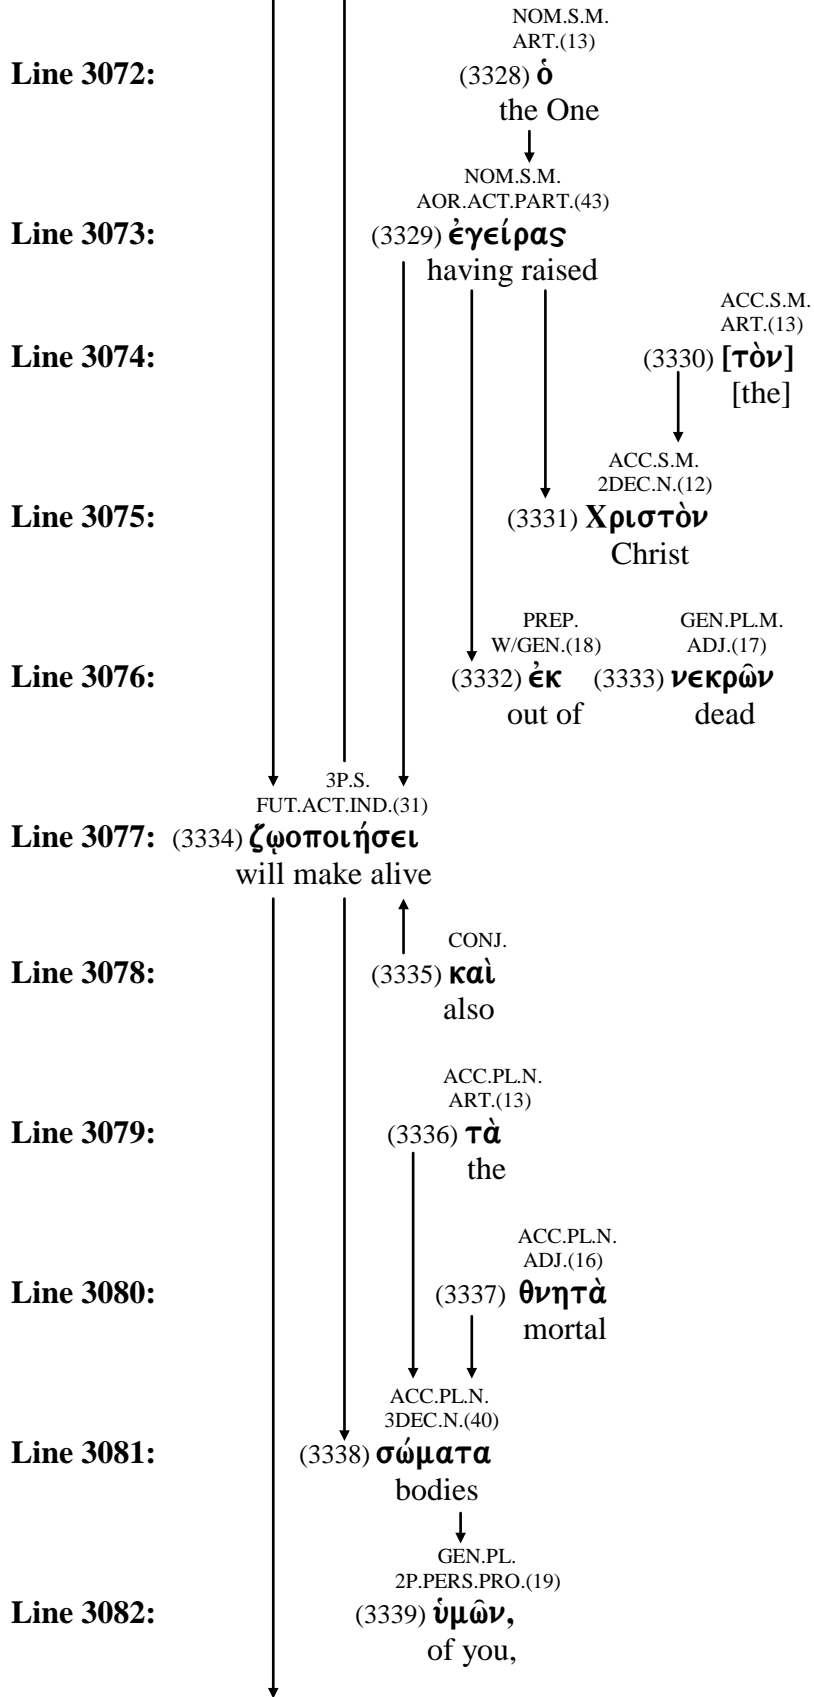 NOM.S.M.
ART.(13)
Line 3072: (3328) ὁ
the One
NOM.S.M.
AOR.ACT.PART.(43)
Line 3073: (3329) ἐγείρας
having raised
ACC.S.M.
ART.(13)
Line 3074: (3330) [τὸν]
[the]
ACC.S.M.
2DEC.N.(12)
Line 3075: (3331) Χριστὸν
Christ
PREP. GEN.PL.M.
W/GEN.(18) ADJ.(17)
Line 3076: (3332) ἐκ (3333) νεκρῶν
out of dead
3P.S.
FUT.ACT.IND.(31)
Line 3077: (3334) ζῳοποιήσει
will make alive
CONJ.
Line 3078: (3335) καὶ
also
ACC.PL.N.
ART.(13)
Line 3079: (3336) τὰ
the
ACC.PL.N.
ADJ.(16)
Line 3080: (3337) θνητὰ
mortal
ACC.PL.N.
3DEC.N.(40)
Line 3081: (3338) σώματα
bodies
GEN.PL.
2P.PERS.PRO.(19)
Line 3082: (3339) ὑμῶν,
of you,